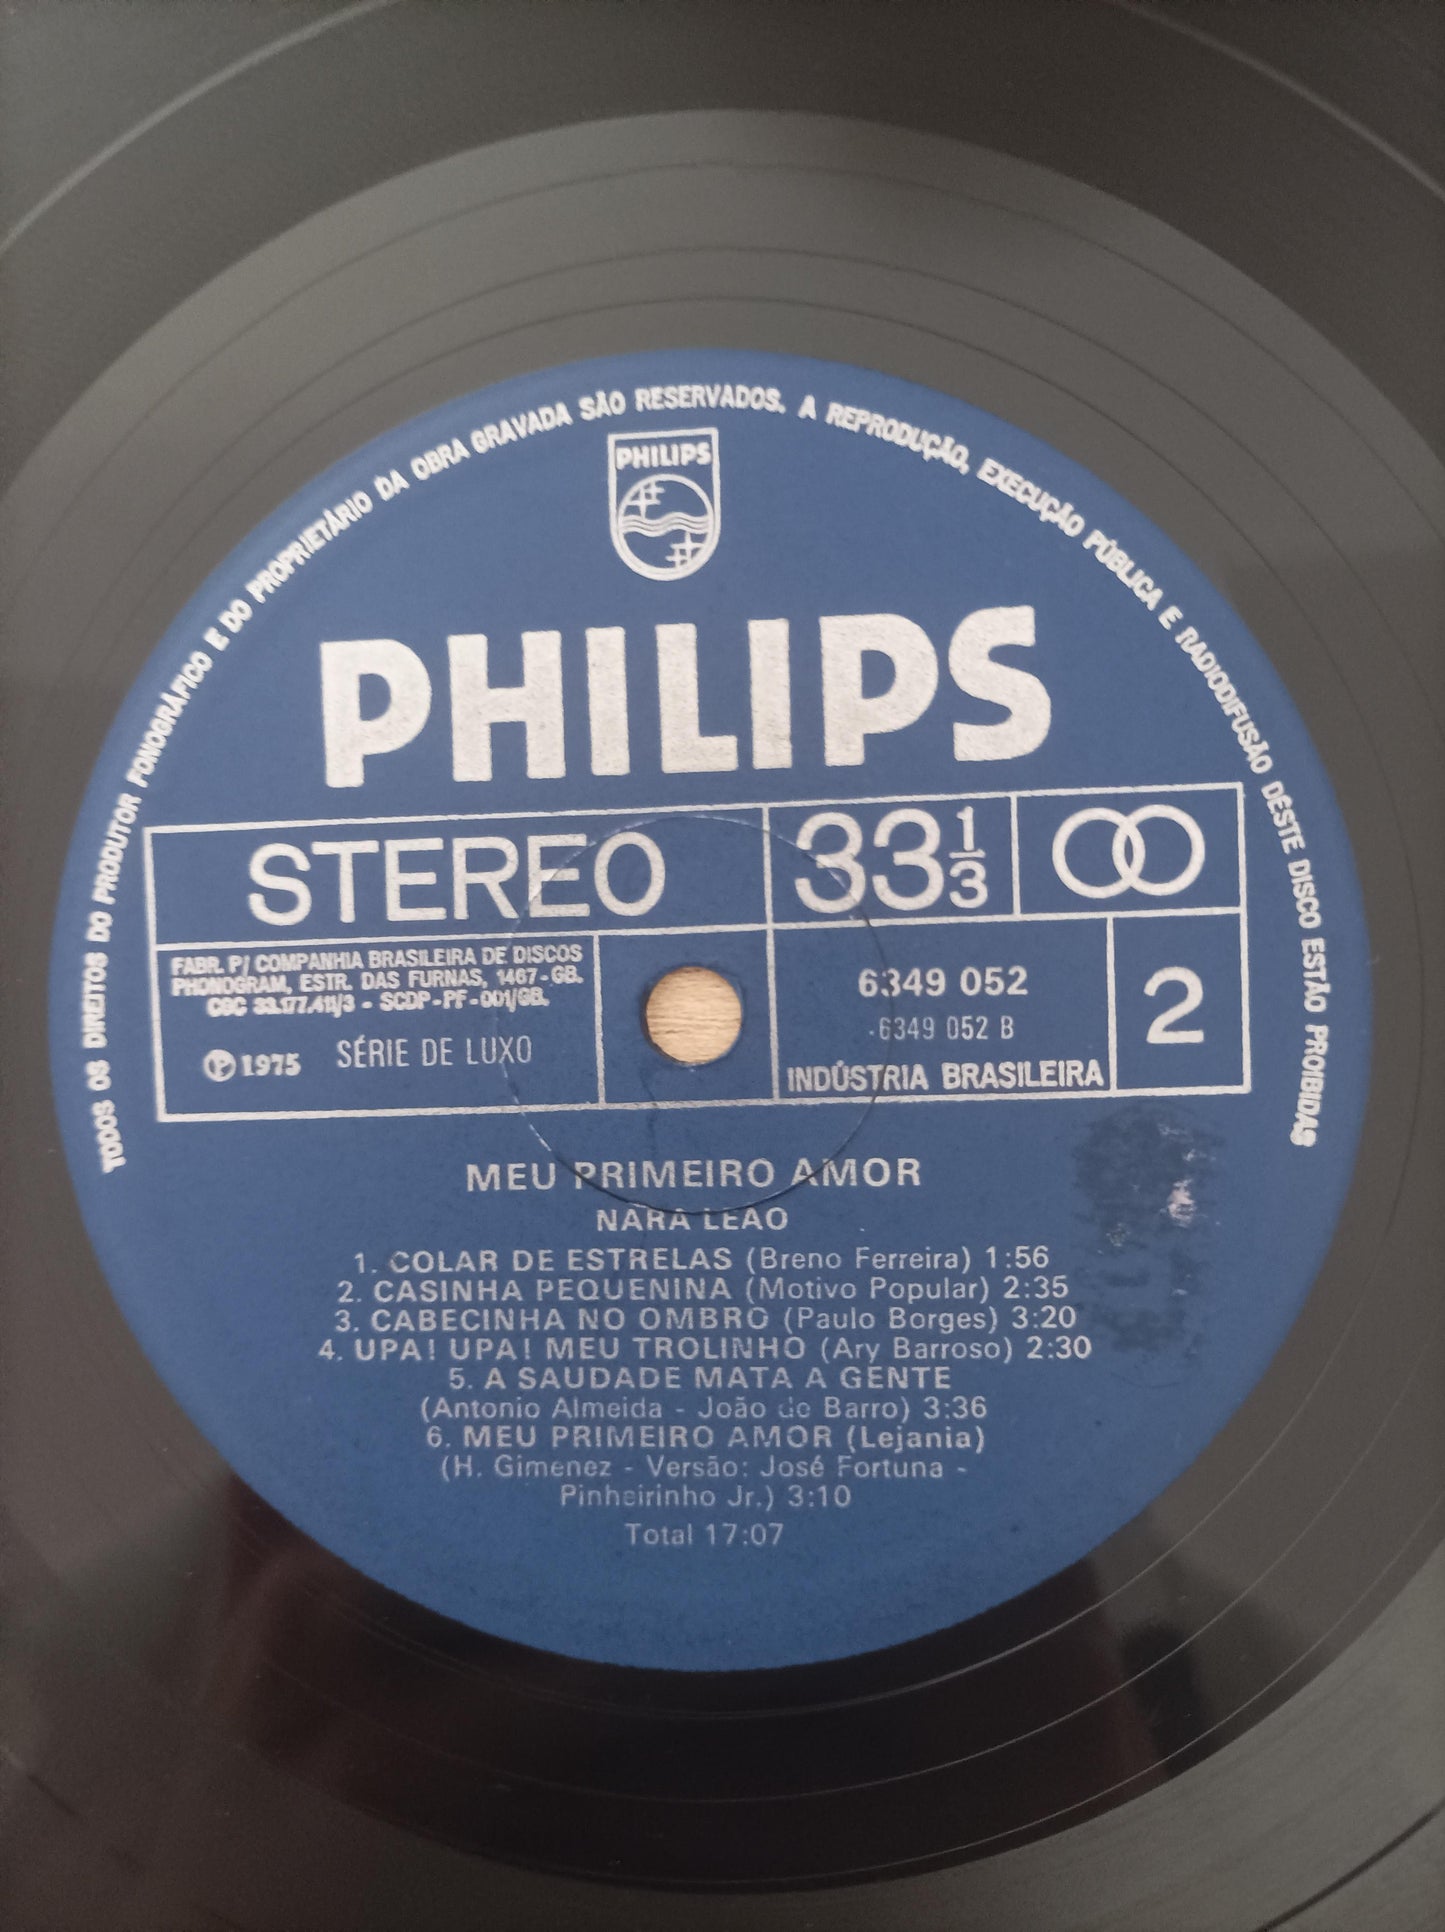 TODOS OS DIREITOS DO PRODUTOR FONOGRÁFICO E DO PROPRIETÁRIO DA OBRA GRAVADA SÃO RESERVADOS. A REPRODUÇÃO, EXECUÇÃO PÚBLICA E RADIODIFUSÃO DÊSTE DISCO ESTÃO PROIBIDAS
PHILIPS
PHILIPS
STEREO
33 1/3
FABR. P/ COMPANHIA BRASILEIRA DE DISCOS
PHONOGRAM, ESTR. DAS FURNAS, 1467-GB.
CGC 33.177.411/3 - SCDP-PF-001/GB.
Ⓟ 1975 SÉRIE DE LUXO
6349 052
6349 052 B
INDÚSTRIA BRASILEIRA
2
MEU PRIMEIRO AMOR
NARA LEÃO
1. COLAR DE ESTRELAS (Breno Ferreira) 1:56
2. CASINHA PEQUENINA (Motivo Popular) 2:35
3. CABECINHA NO OMBRO (Paulo Borges) 3:20
4. UPA! UPA! MEU TROLINHO (Ary Barroso) 2:30
5. A SAUDADE MATA A GENTE
(Antonio Almeida - João de Barro) 3:36
6. MEU PRIMEIRO AMOR (Lejania)
(H. Gimenez - Versão: José Fortuna -
Pinheirinho Jr.) 3:10
Total 17:07